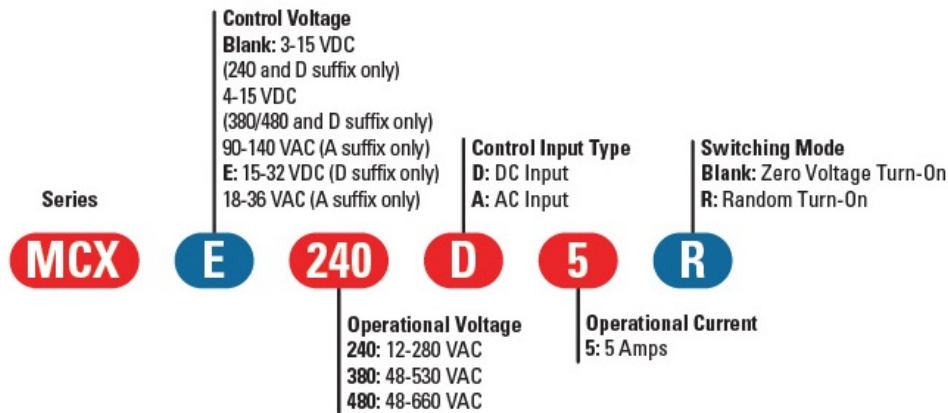 Control Voltage
Blank: 3-15 VDC
(240 and D suffix only)
4-15 VDC
(380/480 and D suffix only)
90-140 VAC (A suffix only)
E: 15-32 VDC (D suffix only)
18-36 VAC (A suffix only)
Control Input Type
D: DC Input
A: AC Input
Switching Mode
Blank: Zero Voltage Turn-On
R: Random Turn-On
Series
MCX
E
240
D
5
R
Operational Voltage
240: 12-280 VAC
380: 48-530 VAC
480: 48-660 VAC
Operational Current
5: 5 Amps